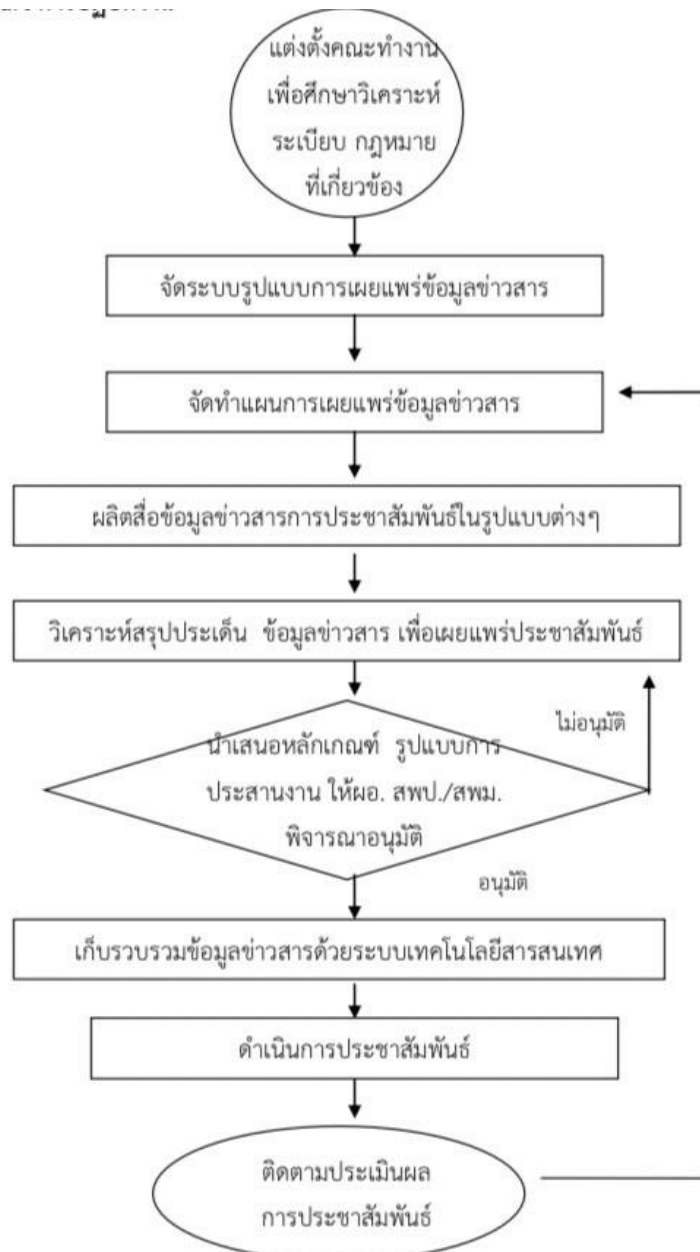 แต่งตั้งคณะทำงาน
เพื่อศึกษาวิเคราะห์
ระเบียบ กฎหมาย
ที่เกี่ยวข้อง
จัดระบบรูปแบบการเผยแพร่ข้อมูลข่าวสาร
จัดทำแผนการเผยแพร่ข้อมูลข่าวสาร
ผลิตสื่อข้อมูลข่าวสารการประชาสัมพันธ์ในรูปแบบต่างๆ
วิเคราะห์สรุปประเด็น ข้อมูลข่าวสาร เพื่อเผยแพร่ประชาสัมพันธ์
ไม่อนุมัติ
นำเสนอหลักเกณฑ์ รูปแบบการ
ประสานงาน ให้ผอ. สพป./สพม.
พิจารณาอนุมัติ
อนุมัติ
เก็บรวบรวมข้อมูลข่าวสารด้วยระบบเทคโนโลยีสารสนเทศ
ดำเนินการประชาสัมพันธ์
ติดตามประเมินผล
การประชาสัมพันธ์